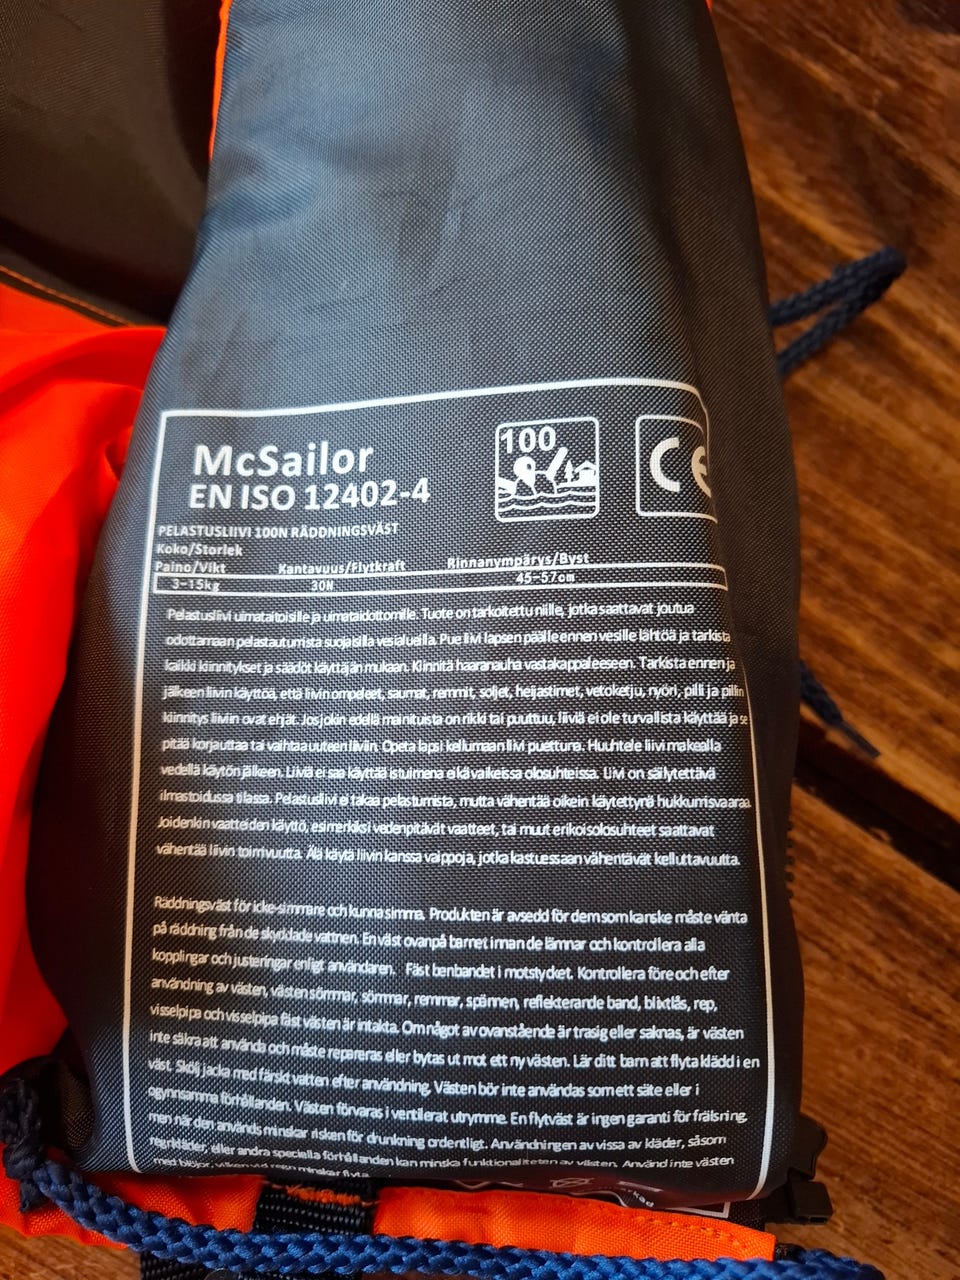 McSailor
EN ISO 12402-4
100
CE
PELASTUSLIIVI 100N RÄDDNINGSVÄST
Koko/Storlek
Paino/Vikt Kantavuus/Flytkraft Rinnanympärys/Byst
3-15kg 30N 45-57cm
Pelastusliivi uimataitoisille ja uimataidottomille. Tuote on tarkoitettu niille, jotka saattavat joutua
odottamaan pelastautumista suojaisilla vesialueilla. Pue liivi lapsen päälle ennen vesille lähtöä ja tarkista
kaikki kiinnitykset ja säädöt käyttäjän mukaan. Kiinnitä haaranauha vastakappaleeseen. Tarkista ennen ja
jälkeen liivin käyttöä, että liivin ompeleet, saumat, remmit, soljet, heijastimet, vetoketju, nyöri, pilli ja pillin
kiinnitys liiviin ovat ehjät. Jos jokin edellä mainituista on rikki tai puuttuu, liiviä ei ole turvallista käyttää ja se
pitää korjauttaa tai vaihtaa uuteen liiviin. Opeta lapsi kellumaan liivi puettuna. Huuhtele liivi makealla
vedellä käytön jälkeen. Liiviä ei saa käyttää istuimena eikä vaikeissa olosuhteissa. Liivi on säilytettävä
ilmastoidussa tilassa. Pelastusliivi ei takaa pelastumista, mutta vähentää oikein käytettynä hukkumisvaaraa.
Joidenkin vaatteiden käyttö, esimerkiksi vedenpitävät vaatteet, tai muut erikoisolosuhteet saattavat
vähentää liivin toimivuutta. Älä käytä liivin kanssa vaippoja, jotka kastuessaan vähentävät kelluttavuutta.
Räddningsväst för icke-simmare och kunna simma. Produkten är avsedd för dem som kanske måste vänta
på räddning från de skyddade vattnen. En väst ovanpå barnet innan de lämnar och kontrollera alla
kopplingar och justeringar enligt användaren. Fäst benbandet i motstycket. Kontrollera före och efter
användning av västen, västen sömmar, sömmar, remmar, spännen, reflekterande band, blixtlås, rep,
visselpipa och visselpipa fäst västen är intakta. Om något av ovanstående är trasig eller saknas, är västen
inte säkra att använda och måste repareras eller bytas ut mot ett ny västen. Lär ditt barn att flyta klädd i en
väst. Skölj jacka med färskt vatten efter användning. Västen bör inte användas som ett säte eller i
ogynnsamma förhållanden. Västen förvaras i ventilerat utrymme. En flytväst är ingen garanti för frälsning,
men när den används minskar risken för drunkning ordentligt. Användningen av vissa av kläder, såsom
regnkläder, eller andra speciella förhållanden kan minska funktionaliteten av västen. Använd inte västen
med blöjor, vilken vid